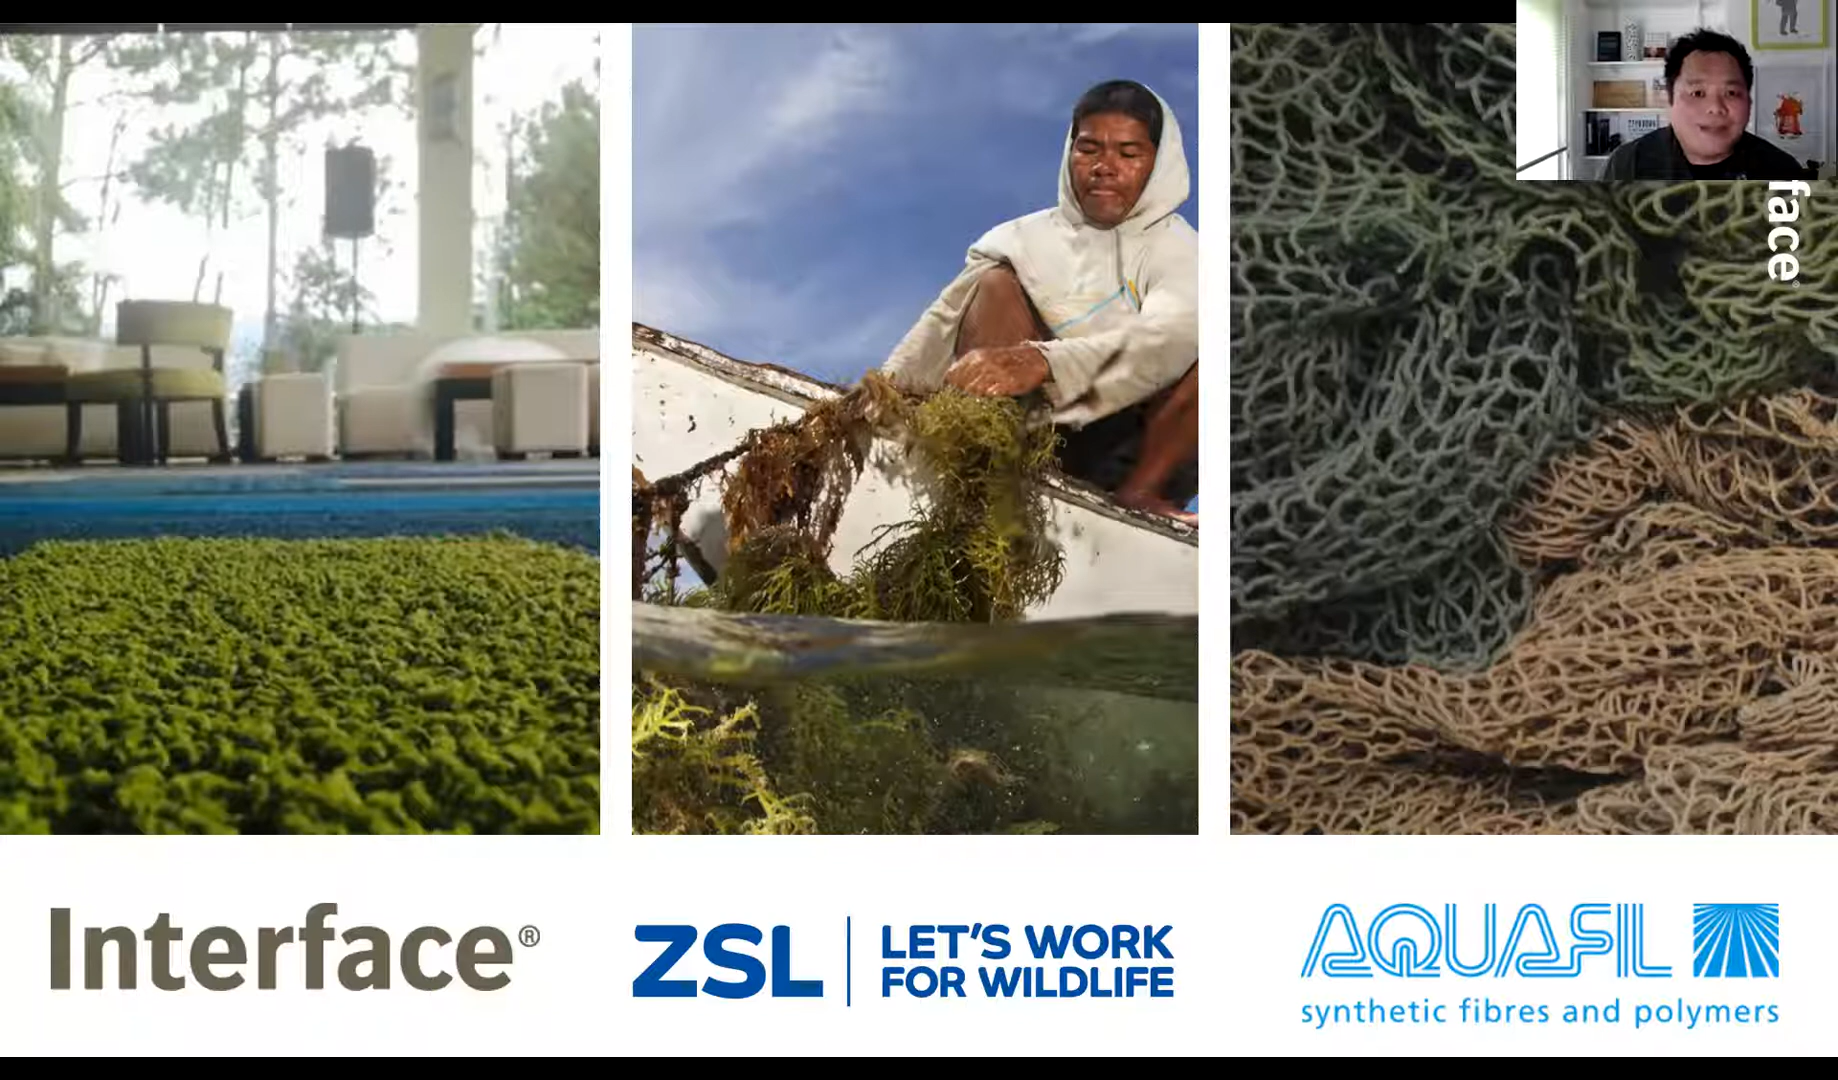 face
Interface®
ZSL
LET'S WORK
FOR WILDLIFE
AQUAFIL
synthetic fibres and polymers